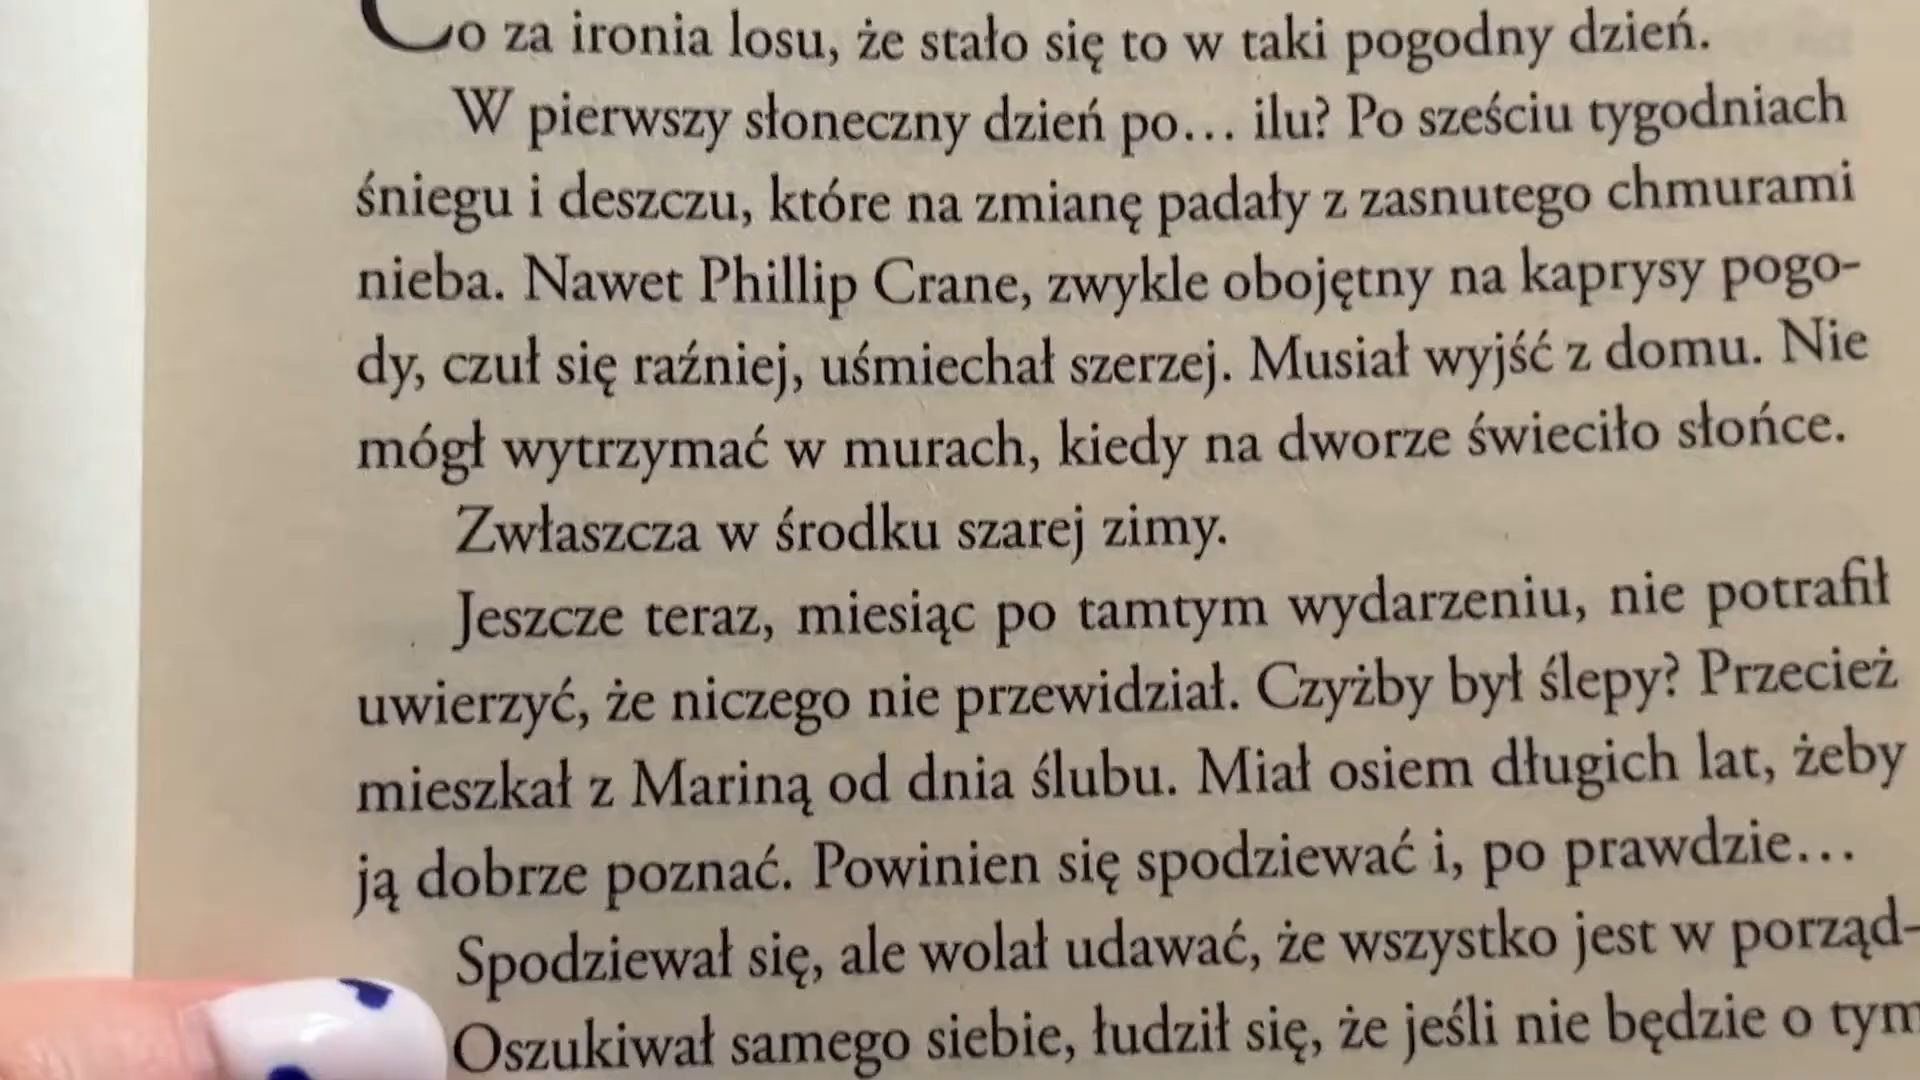 Co za ironia losu, że stało się to w taki pogodny dzień.
W pierwszy słoneczny dzień po... ilu? Po sześciu tygodniach
śniegu i deszczu, które na zmianę padały z zasnutego chmurami
nieba. Nawet Phillip Crane, zwykle obojętny na kaprysy pogo-
dy, czuł się raźniej, uśmiechał szerzej. Musiał wyjść z domu. Nie
mógł wytrzymać w murach, kiedy na dworze świeciło słońce.
Zwłaszcza w środku szarej zimy.
Jeszcze teraz, miesiąc po tamtym wydarzeniu, nie potrafił
uwierzyć, że niczego nie przewidział. Czyżby był ślepy? Przecież
mieszkał z Mariną od dnia ślubu. Miał osiem długich lat, żeby
ją dobrze poznać. Powinien się spodziewać i, po prawdzie...
Spodziewał się, ale wolał udawać, że wszystko jest w porząd-
Oszukiwał samego siebie, łudził się, że jeśli nie będzie o tym